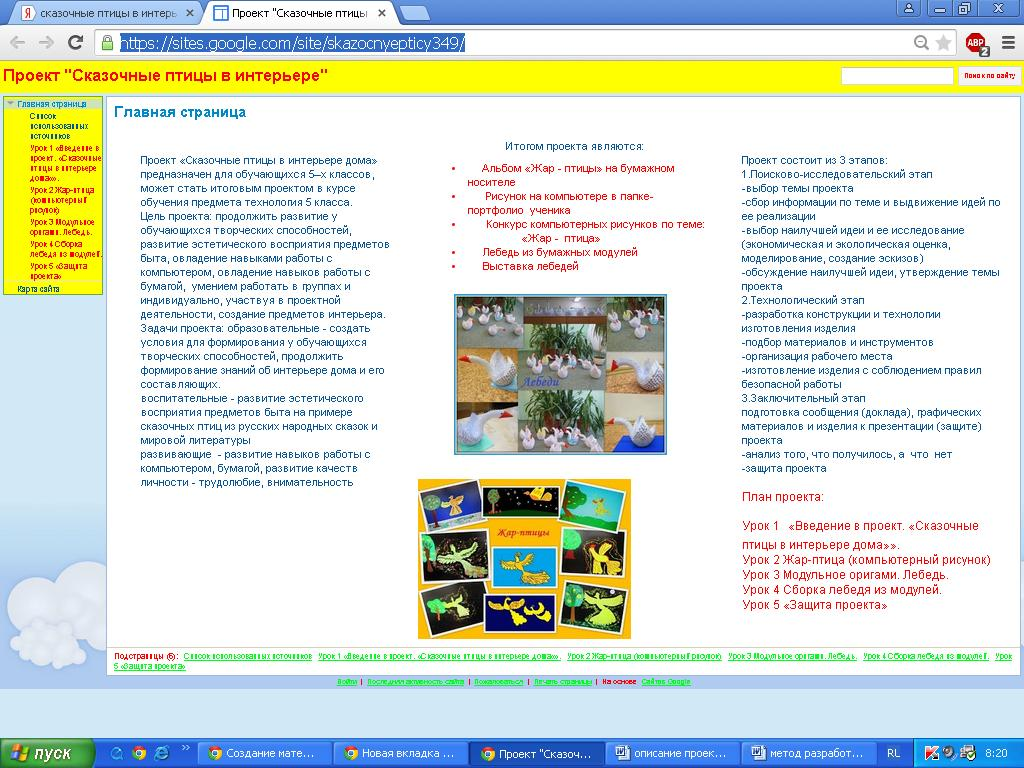 сказочные птицы в интерь
Проект "Сказочные птицы
https://sites.google.com/site/skazocnyepticy349/
ABP
2
Проект "Сказочные птицы в интерьере"
Поиск по сайту
Главная страница
Список
использованных
источников
Урок 1 «Введение в
проект. «Сказочные
птицы в интерьере
дома»».
Урок 2 Жар-птица
(компьютерный
рисунок)
Урок 3 Модульное
оригами. Лебедь.
Урок 4 Сборка
лебедя из модулей.
Урок 5 «Защита
проекта»
Карта сайта
Главная страница
Проект «Сказочные птицы в интерьере дома»
предназначен для обучающихся 5–х классов,
может стать итоговым проектом в курсе
обучения предмета технология 5 класса.
Цель проекта: продолжить развитие у
обучающихся творческих способностей,
развитие эстетического восприятия предметов
быта, овладение навыками работы с
компьютером, овладение навыков работы с
бумагой, умением работать в группах и
индивидуально, участвуя в проектной
деятельности, создание предметов интерьера.
Задачи проекта: образовательные - создать
условия для формирования у обучающихся
творческих способностей, продолжить
формирование знаний об интерьере дома и его
составляющих.
воспитательные - развитие эстетического
восприятия предметов быта на примере
сказочных птиц из русских народных сказок и
мировой литературы
развивающие - развитие навыков работы с
компьютером, бумагой, развитие качеств
личности - трудолюбие, внимательность
Итогом проекта являются:
• Альбом «Жар - птицы» на бумажном
носителе
• Рисунок на компьютере в папке-
портфолио ученика
• Конкурс компьютерных рисунков по теме:
«Жар - птица»
• Лебедь из бумажных модулей
• Выставка лебедей
Лебеди
Жар-птицы
Проект состоит из 3 этапов:
1.Поисково-исследовательский этап
-выбор темы проекта
-сбор информации по теме и выдвижение идей по
ее реализации
-выбор наилучшей идеи и ее исследование
(экономическая и экологическая оценка,
моделирование, создание эскизов)
-обсуждение наилучшей идеи, утверждение темы
проекта
2.Технологический этап
-разработка конструкции и технологии
изготовления изделия
-подбор материалов и инструментов
-организация рабочего места
-изготовление изделия с соблюдением правил
безопасной работы
3.Заключительный этап
подготовка сообщения (доклада), графических
материалов и изделия к презентации (защите)
проекта
-анализ того, что получилось, а что нет
-защита проекта
План проекта:
Урок 1 «Введение в проект. «Сказочные
птицы в интерьере дома»».
Урок 2 Жар-птица (компьютерный рисунок)
Урок 3 Модульное оригами. Лебедь.
Урок 4 Сборка лебедя из модулей.
Урок 5 «Защита проекта»
Подстраницы (6): Список использованных источников Урок 1 «Введение в проект. «Сказочные птицы в интерьере дома»». Урок 2 Жар-птица (компьютерный рисунок) Урок 3 Модульное оригами. Лебедь. Урок 4 Сборка лебедя из модулей. Урок
5 «Защита проекта»
Войти | Последняя активность сайта | Пожаловаться | Печать страницы | На основе Сайтов Google
пуск
Создание мате...
Новая вкладка ...
Проект "Сказоч...
описание проек...
метод разработ...
RL
8:20